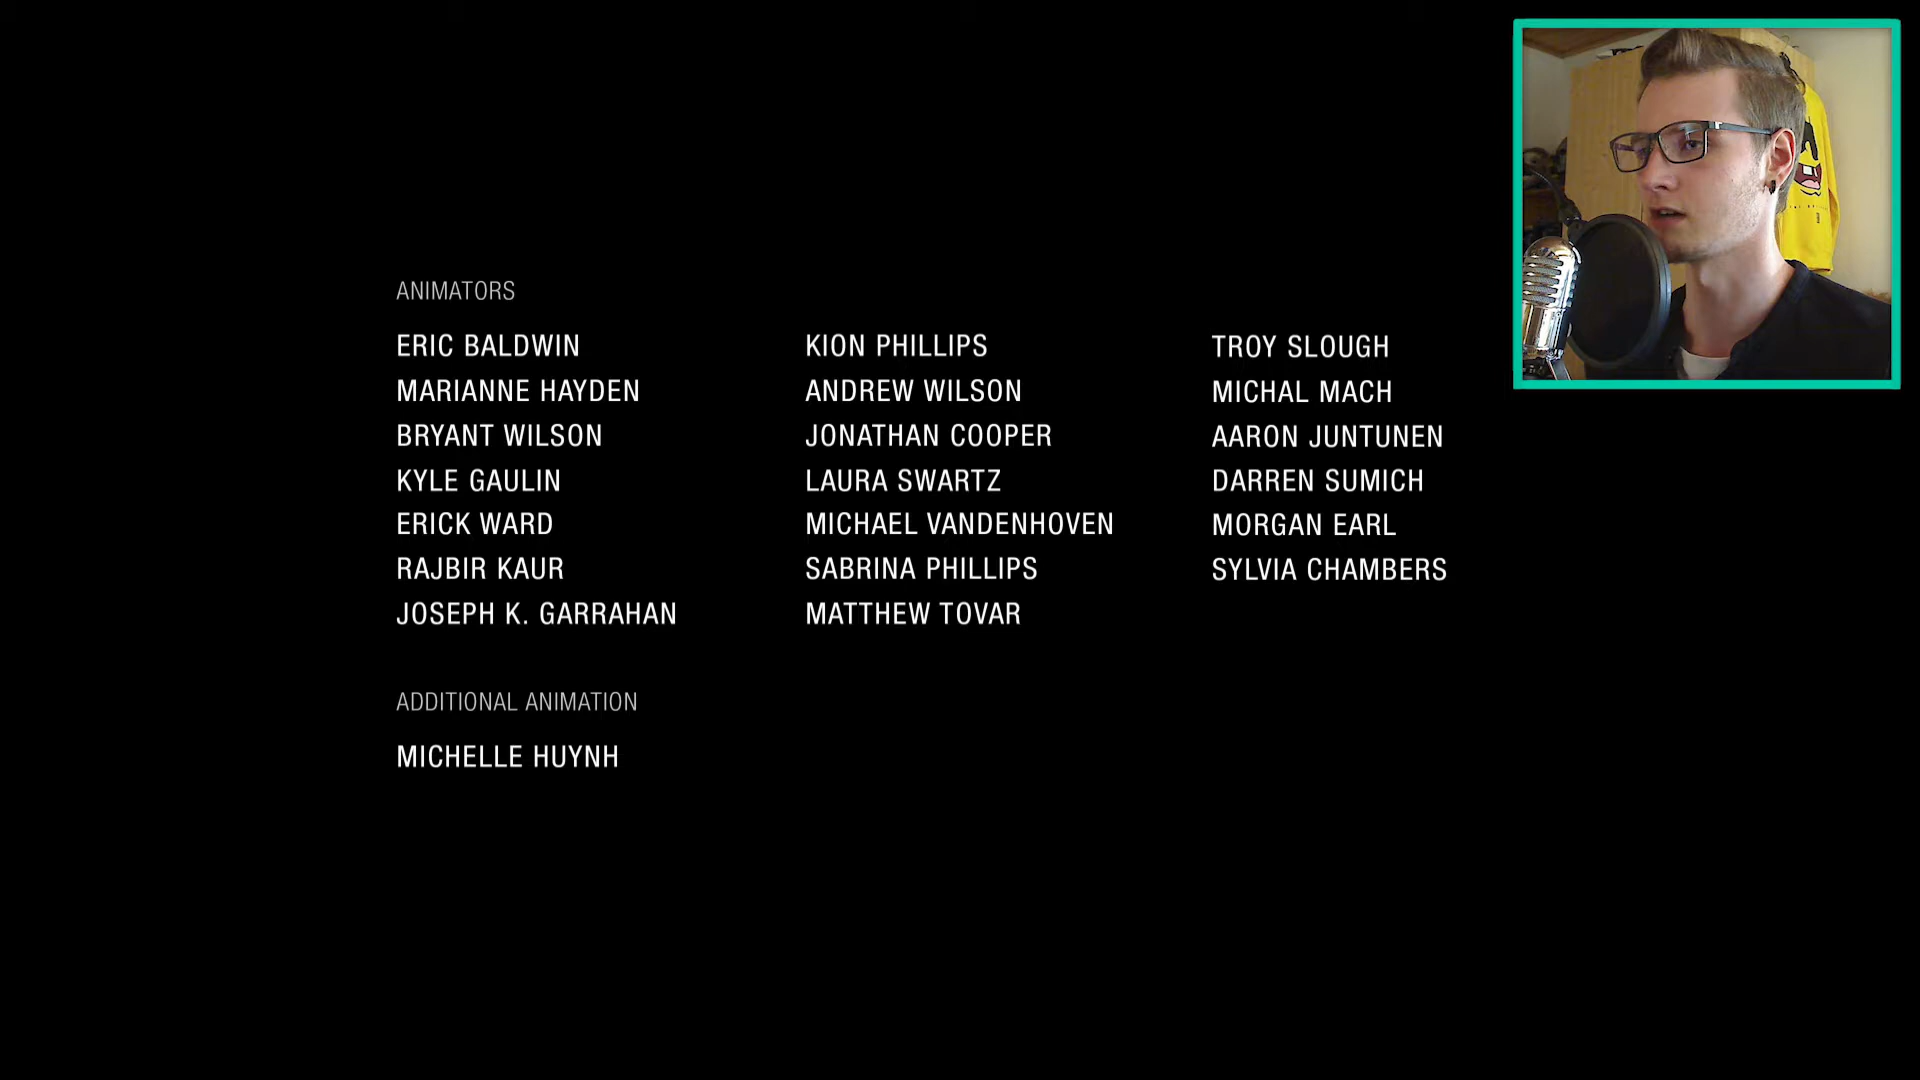 ANIMATORS
ERIC BALDWIN
MARIANNE HAYDEN
BRYANT WILSON
KYLE GAULIN
ERICK WARD
RAJBIR KAUR
JOSEPH K. GARRAHAN
KION PHILLIPS
ANDREW WILSON
JONATHAN COOPER
LAURA SWARTZ
MICHAEL VANDENHOVEN
SABRINA PHILLIPS
MATTHEW TOVAR
TROY SLOUGH
MICHAL MACH
AARON JUNTUNEN
DARREN SUMICH
MORGAN EARL
SYLVIA CHAMBERS
ADDITIONAL ANIMATION
MICHELLE HUYNH